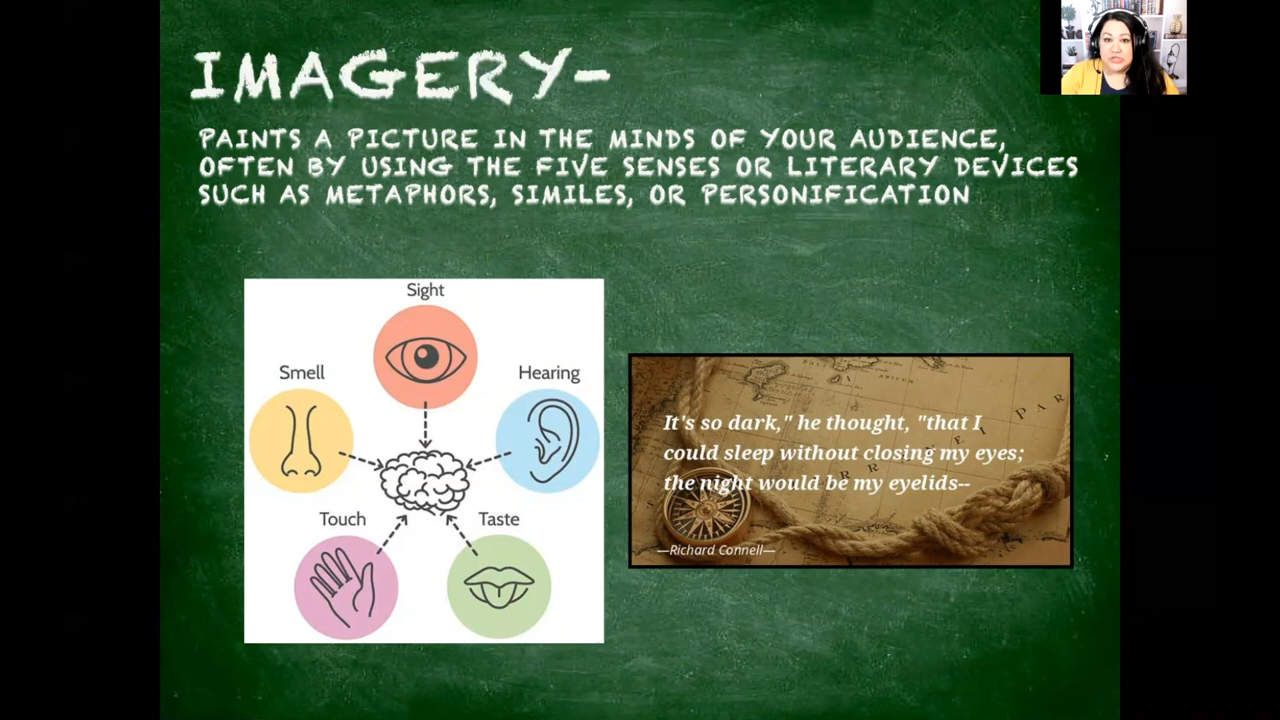 IMAGERY-
PAINTS A PICTURE IN THE MINDS OF YOUR AUDIENCE,
OFTEN BY USING THE FIVE SENSES OR LITERARY DEVICES
SUCH AS METAPHORS, SIMILES, OR PERSONIFICATION
Sight
Smell
Hearing
Touch
Taste
It's so dark," he thought, "that I
could sleep without closing my eyes;
the night would be my eyelids--
—Richard Connell—